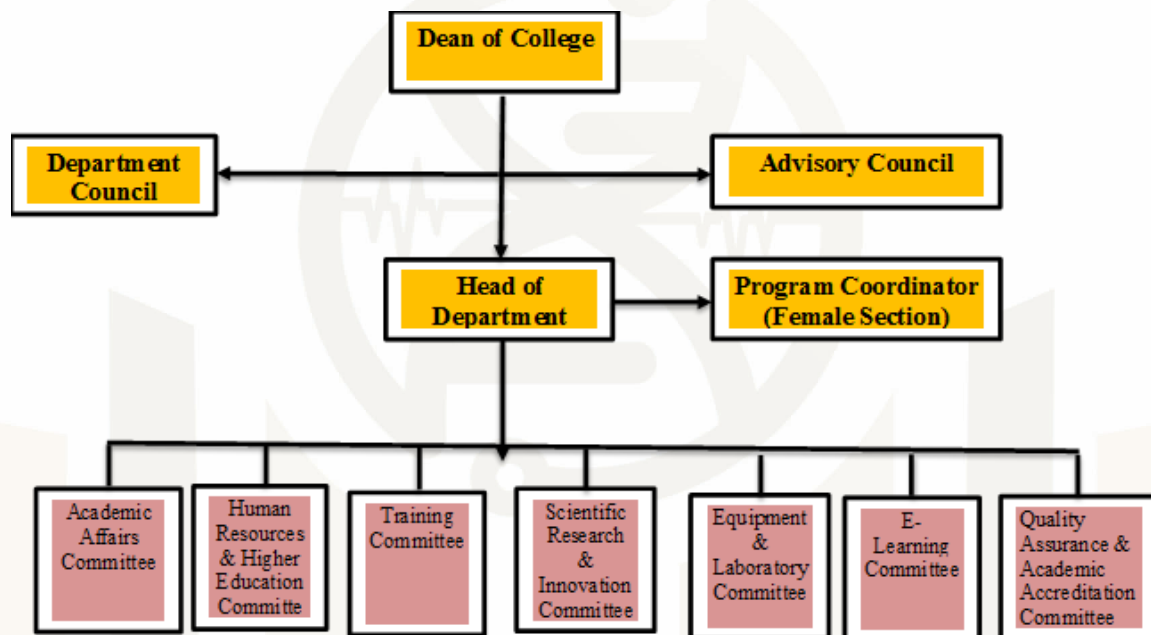 Dean of College
Department
Council
Advisory Council
Head of
Department
Program Coordinator
(Female Section)
Academic
Affairs
Committee
Human
Resources
& Higher
Education
Committe
Training
Committee
Scientific
Research
&
Innovation
Committee
Equipment
&
Laboratory
Committee
E-
Learning
Committee
Quality
Assurance &
Academic
Accreditation
Committee